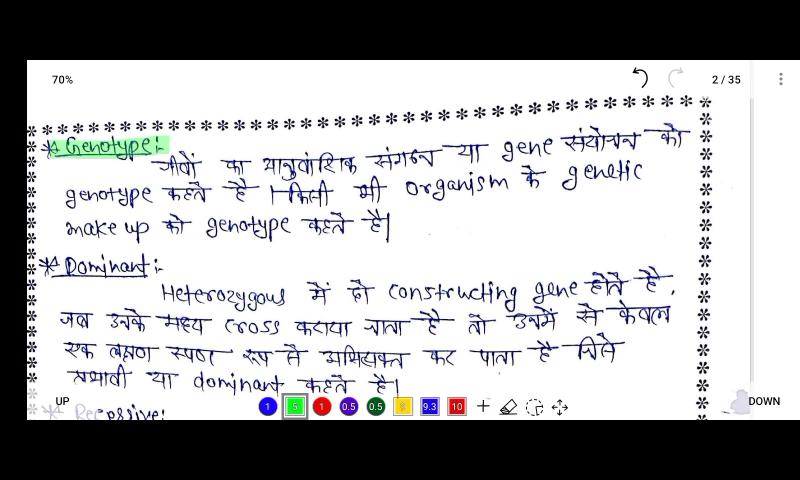 70%
2 / 35
* Genotype:-
जीवों का आनुवांशिक संगठन या gene संयोजन को
genotype कहते है । किसी भी organism के genetic
make up को genotype कहते है|
* Dominant:-
Heterozygous में दो constructing gene होते है,
जब उनके मध्य cross कराया जाता है तो उनमें से केवल
एक लक्षण स्पष्ट रूप से अभिव्यक्त कर पाता है जिसे
प्रभावी या dominant कहते है|
* Recessive:
UP
1 5 1 0.5 0.5 9.3 10
DOWN